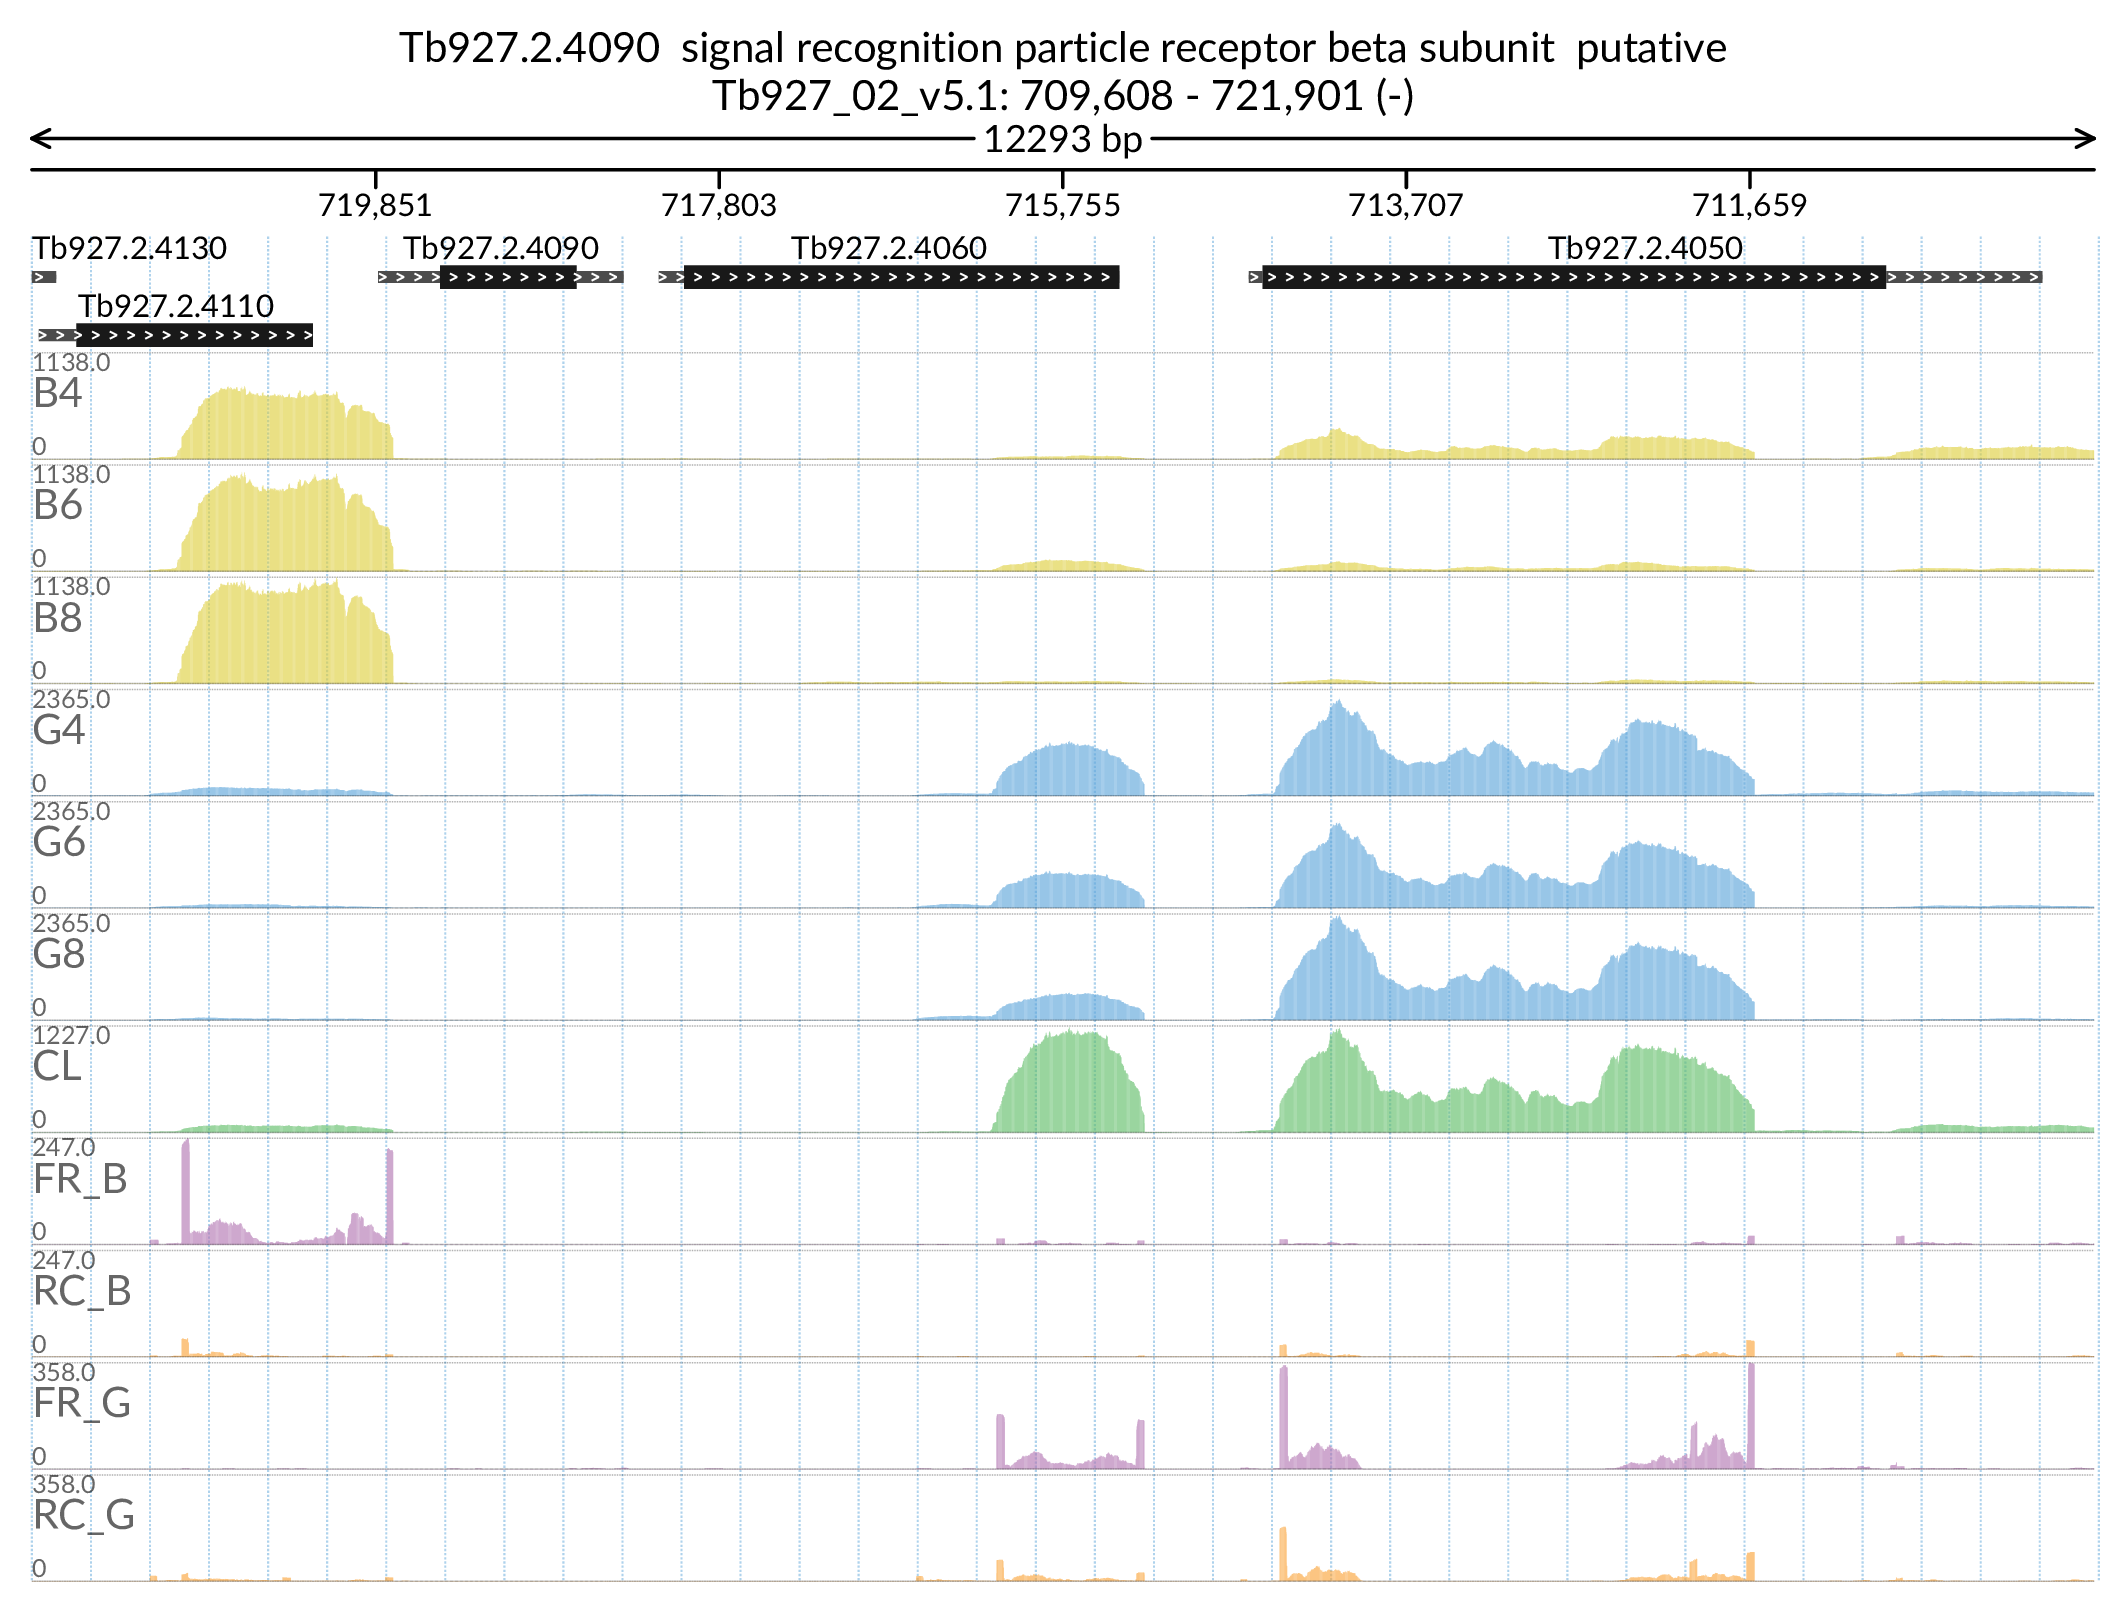 Tb927.2.4090  signal recognition particle receptor beta subunit  putative
Tb927_02_v5.1: 709,608 - 721,901 (-)
12293 bp
719,851 717,803 715,755 713,707 711,659
Tb927.2.4130 Tb927.2.4090 Tb927.2.4060 Tb927.2.4050
Tb927.2.4110
1138.0
B4
0
1138.0
B6
0
1138.0
B8
0
2365.0
G4
0
2365.0
G6
0
2365.0
G8
0
1227.0
CL
0
247.0
FR_B
0
247.0
RC_B
0
358.0
FR_G
0
358.0
RC_G
0